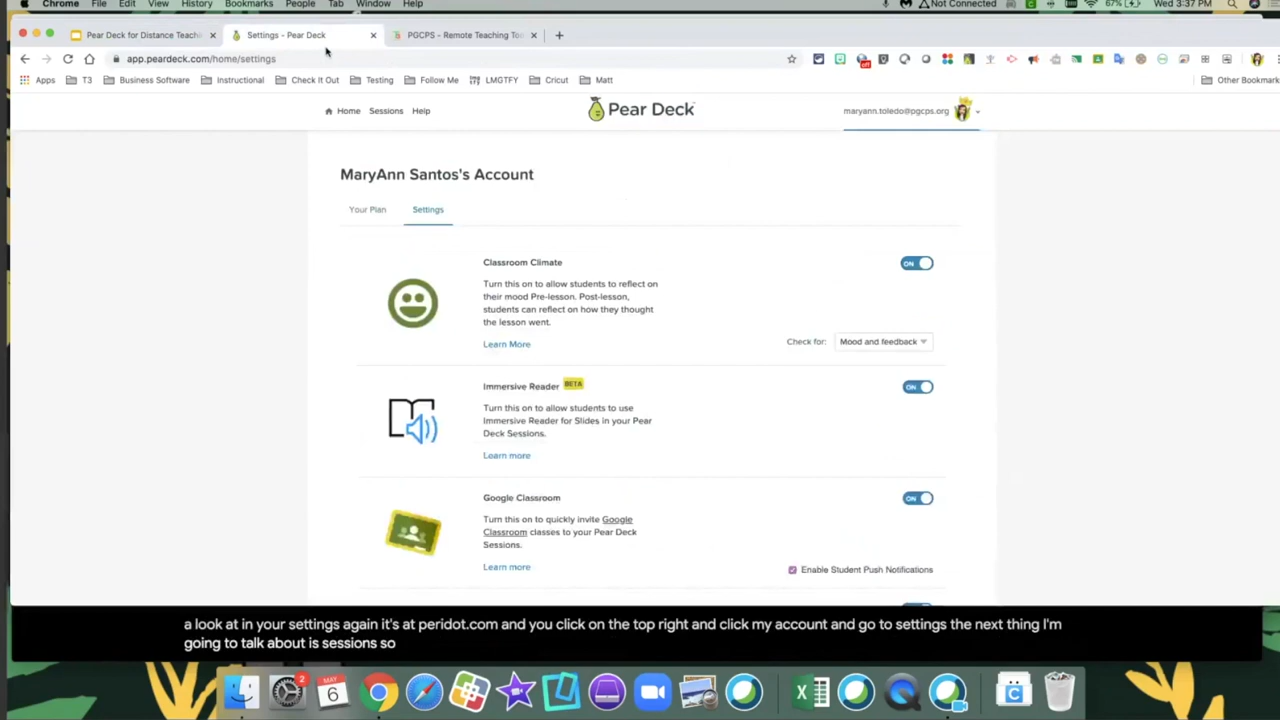 Chrome File Edit View History Bookmarks People Tab Window Help Not Connected 67% Wed 3:37 PM
Pear Deck for Distance Teachi Settings - Pear Deck PGCPS - Remote Teaching To
app.peardeck.com/home/settings
Apps T3 Business Software Instructional Check It Out Testing Follow Me LMGTFY Cricut Matt Other Bookmark
Home Sessions Help Pear Deck maryann.toledo@pgcps.org
MaryAnn Santos's Account
Your Plan Settings
Classroom Climate ON
Turn this on to allow students to reflect on
their mood Pre-lesson. Post-lesson,
students can reflect on how they thought
the lesson went.
Learn More Check for: Mood and feedback
Immersive Reader BETA ON
Turn this on to allow students to use
Immersive Reader for Slides in your Pear
Deck Sessions.
Learn more
Google Classroom ON
Turn this on to quickly invite Google
Classroom classes to your Pear Deck
Sessions.
Learn more Enable Student Push Notifications
a look at in your settings again it's at peridot.com and you click on the top right and click my account and go to settings the next thing I'm
going to talk about is sessions so
2
MAY
6